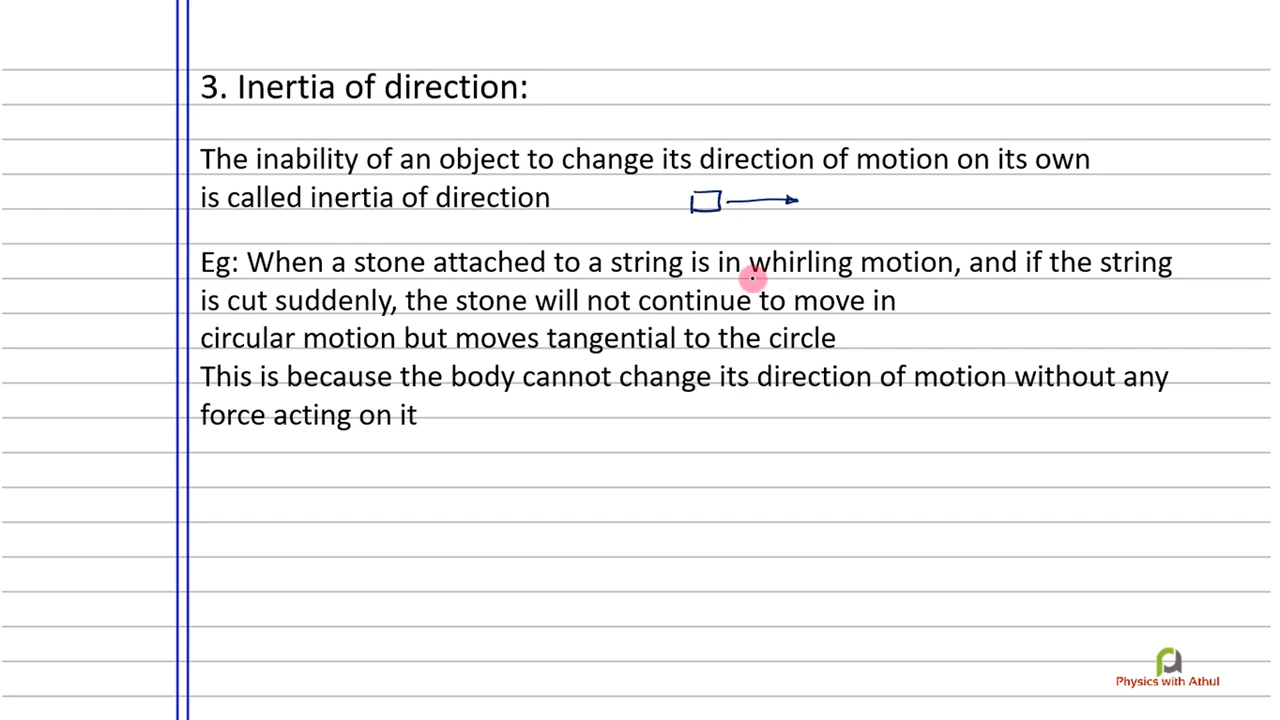 3. Inertia of direction:
The inability of an object to change its direction of motion on its own
is called inertia of direction
Eg: When a stone attached to a string is in whirling motion, and if the string
is cut suddenly, the stone will not continue to move in
circular motion but moves tangential to the circle
This is because the body cannot change its direction of motion without any
force acting on it
Physics with Athul